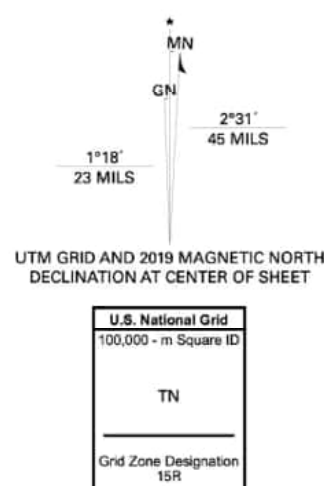 ★
MN
GN
2°31´
45 MILS
1°18´
23 MILS
UTM GRID AND 2019 MAGNETIC NORTH
DECLINATION AT CENTER OF SHEET
U.S. National Grid
100,000 - m Square ID
TN
Grid Zone Designation
15R